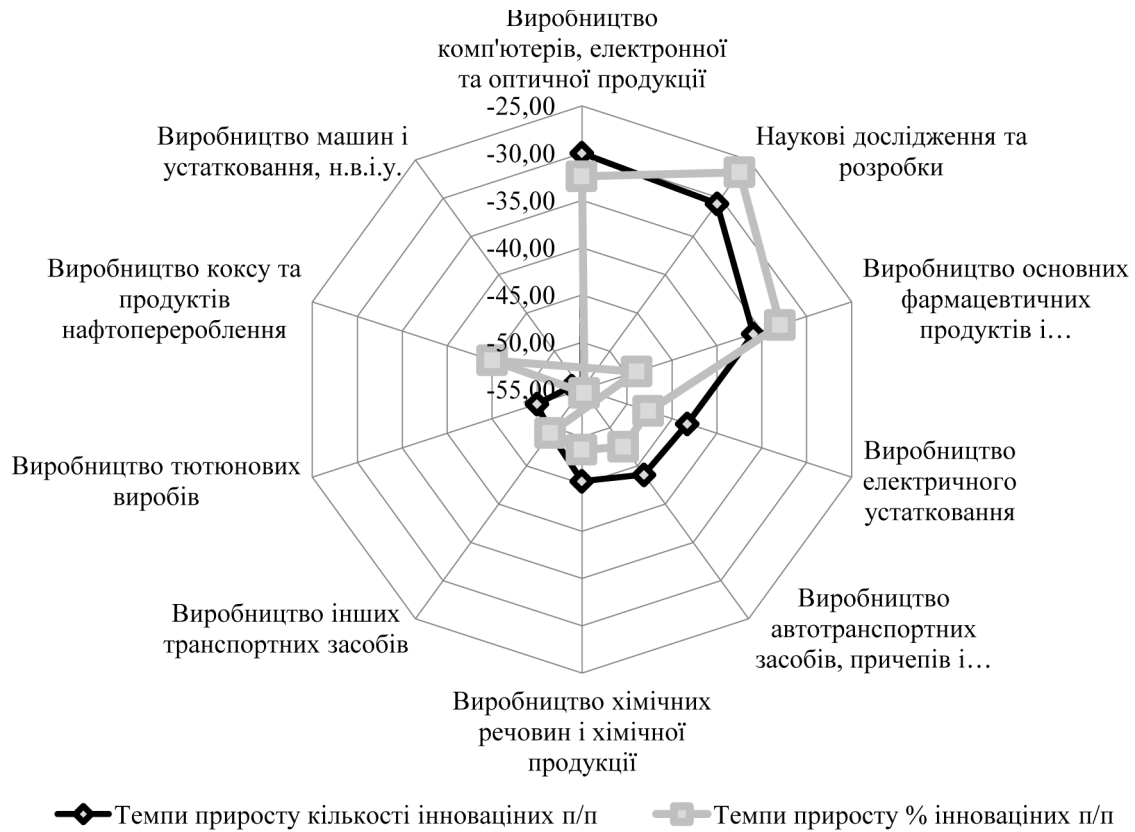 Виробництво
комп'ютерів, електронної
та оптичної продукції
-25,00
-30,00
-35,00
-40,00
-45,00
-50,00
-55,00
Наукові дослідження та
розробки
Виробництво основних
фармацевтичних
продуктів і…
Виробництво
електричного
устатковання
Виробництво
автотранспортних
засобів, причепів і…
Виробництво хімічних
речовин і хімічної
продукції
Виробництво інших
транспортних засобів
Виробництво тютюнових
виробів
Виробництво коксу та
продуктів
нафтоперероблення
Виробництво машин і
устатковання, н.в.і.у.
Темпи приросту кількості інноваціних п/п
Темпи приросту % інноваціних п/п